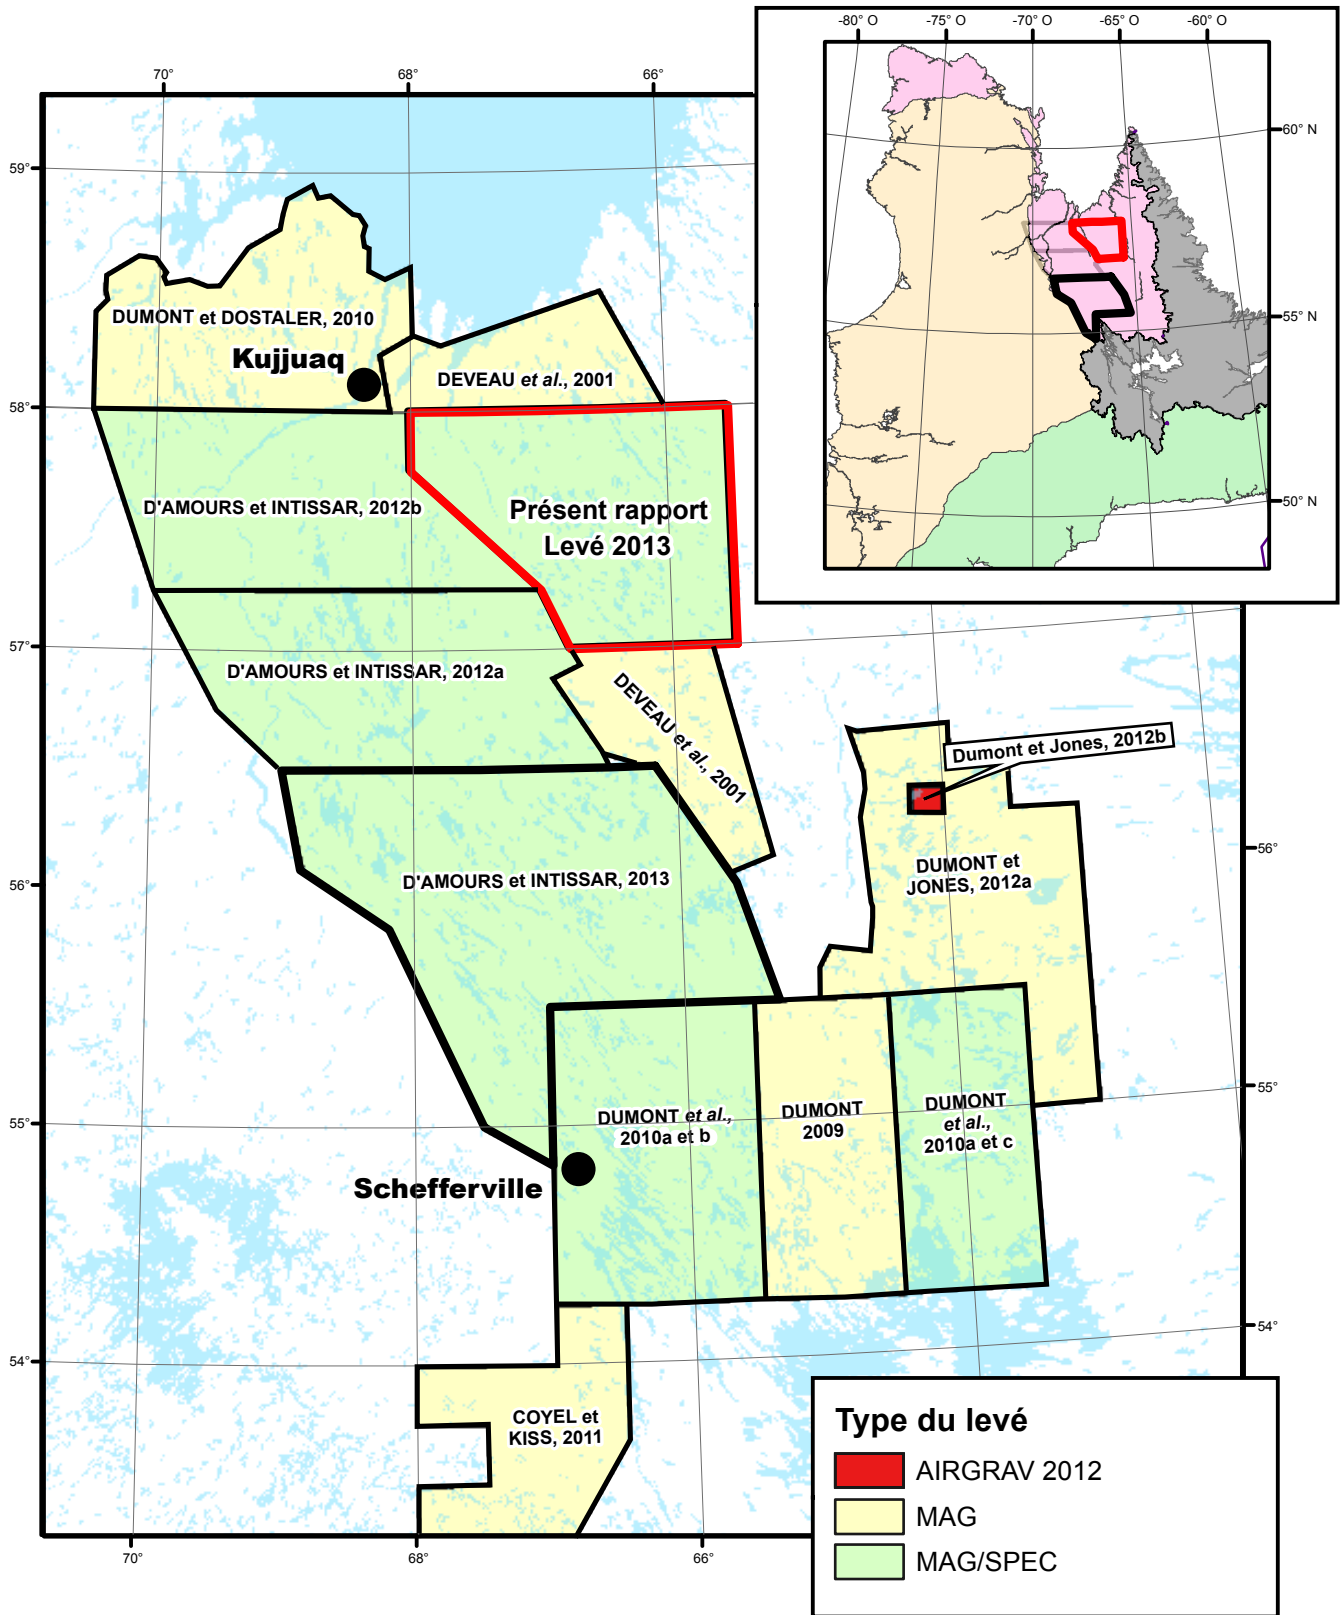 -80° O
-75° O
-70° O
-65° O
-60° O
60° N
55° N
50° N
70°
68°
66°
59°
58°
57°
56°
55°
54°
DUMONT et DOSTALER, 2010
Kujjuaq
DEVEAU et al., 2001
D'AMOURS et INTISSAR, 2012b
Présent rapport
Levé 2013
D'AMOURS et INTISSAR, 2012a
DEVEAU et al., 2001
Dumont et Jones, 2012b
DUMONT et
JONES, 2012a
56°
D'AMOURS et INTISSAR, 2013
55°
DUMONT et al.,
2010a et b
DUMONT
2009
DUMONT
et al.,
2010a et c
Schefferville
54°
COYEL et
KISS, 2011
70°
68°
66°
Type du levé
AIRGRAV 2012
MAG
MAG/SPEC